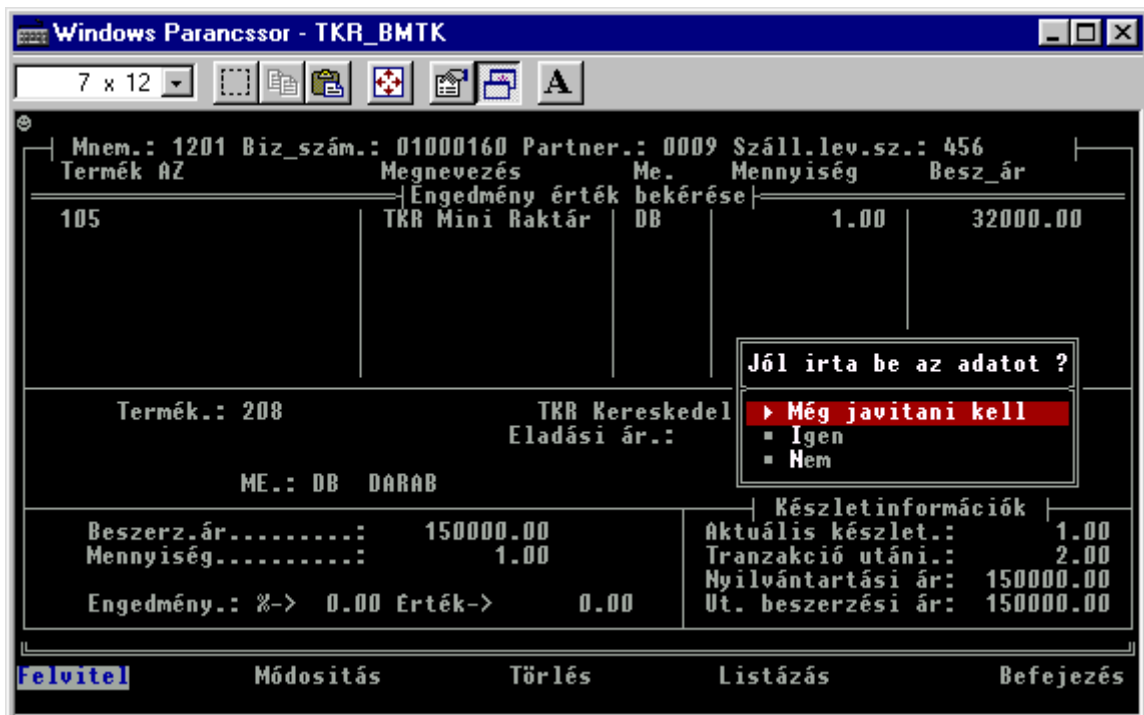 Windows Parancssor - TKR_BMTK
7 x 12
A
Mnem.: 1201 Biz_szám.: 01000160 Partner.: 0009 Száll.lev.sz.: 456
Termék AZ Megnevezés Me. Mennyiség Besz_ár
Engedmény érték bekérése
105 TKR Mini Raktár DB 1.00 32000.00
Jól irta be az adatot ?
Még javitani kell
Igen
Nem
Termék.: 208 TKR Kereskedel
Eladási ár.:
ME.: DB DARAB
Készletinformációk
Beszerz.ár.........: 150000.00 Aktuális készlet.: 1.00
Mennyiség..........: 1.00 Tranzakció utáni.: 2.00
Nyilvántartási ár: 150000.00
Engedmény.: %-> 0.00 Érték-> 0.00 Ut. beszerzési ár: 150000.00
Felvitel Módositás Törlés Listázás Befejezés